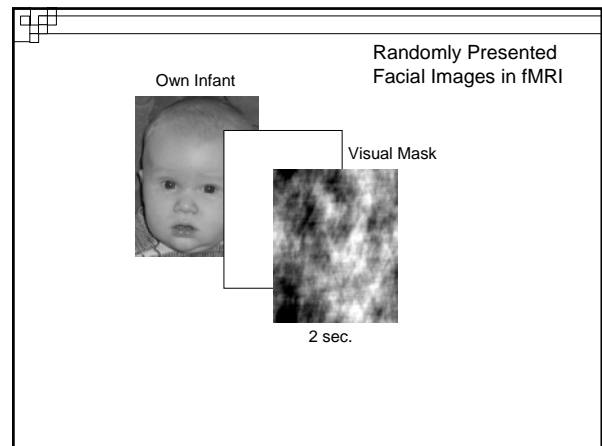 Randomly Presented
Facial Images in fMRI
Own Infant
Visual Mask
2 sec.